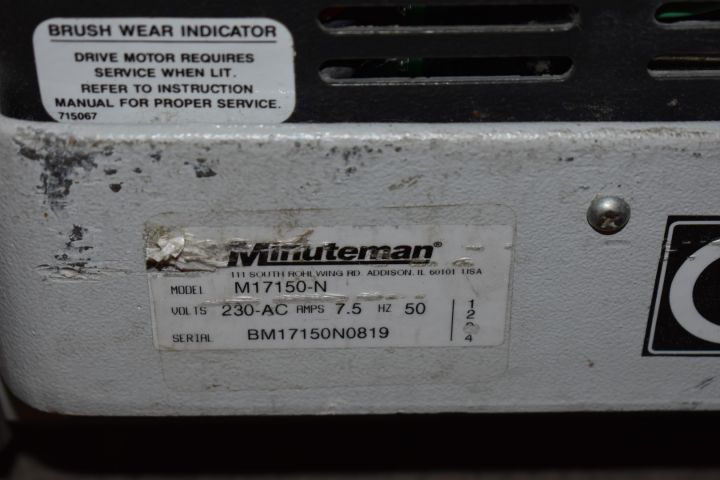 BRUSH WEAR INDICATOR
DRIVE MOTOR REQUIRES
SERVICE WHEN LIT.
REFER TO INSTRUCTION
MANUAL FOR PROPER SERVICE.
715067
Minuteman®
111 SOUTH ROHLWING RD. ADDISON, IL 60101 USA
MODEL M17150-N
VOLTS 230-AC AMPS 7.5 HZ 50
SERIAL BM17150N0819
1
2
4